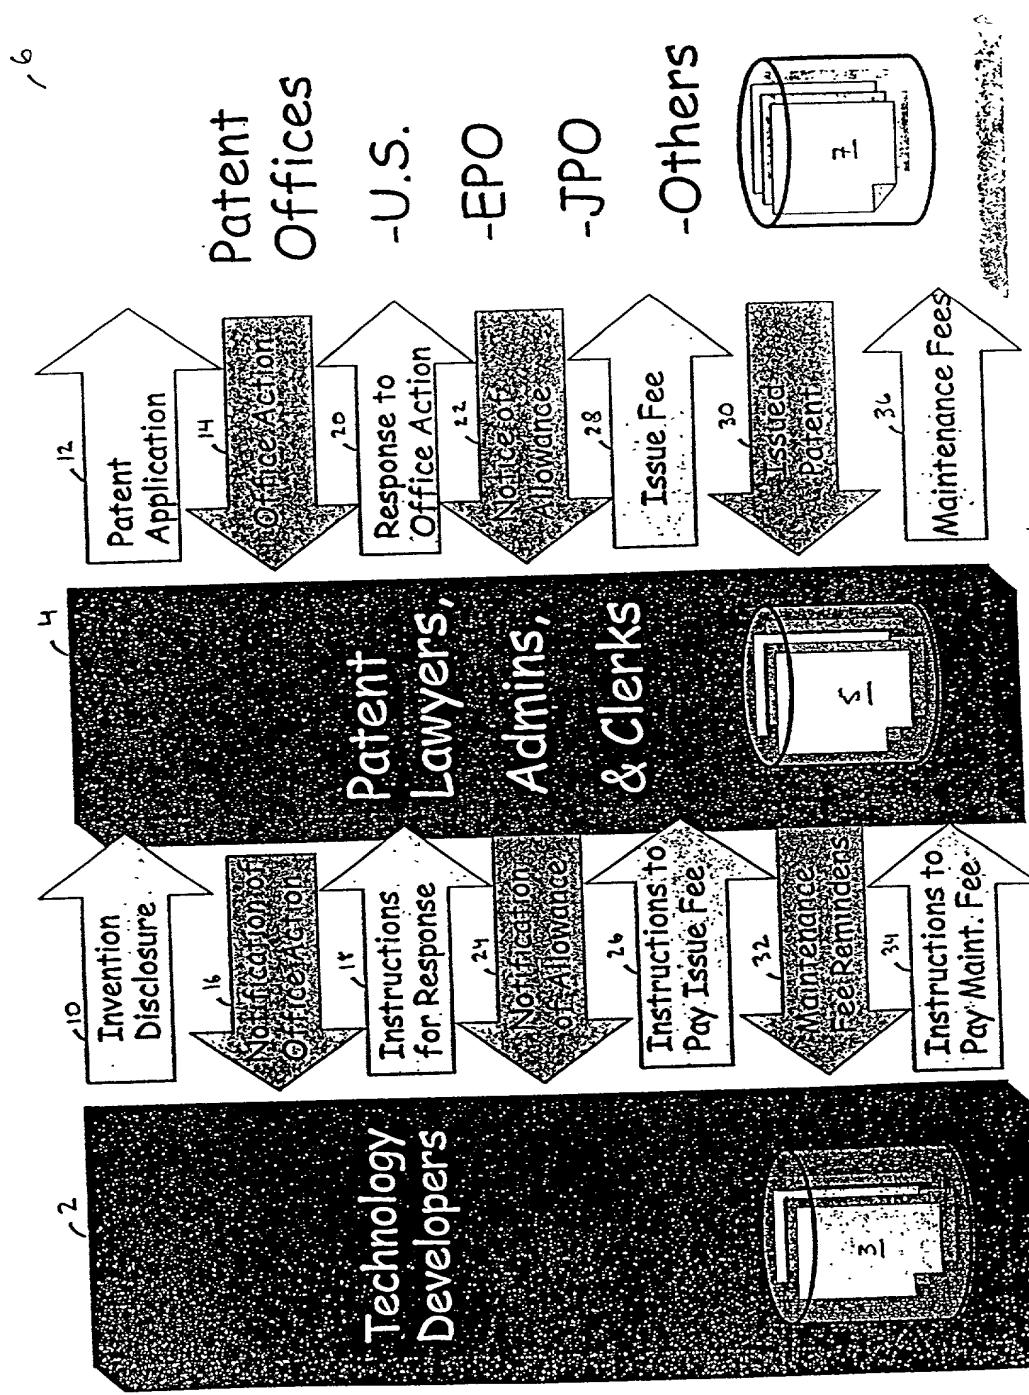 2
Technology
Developers
3
10
Invention
Disclosure
16
Notification of
Office Action
18
Instructions
for Response
24
Notification
of Allowance
26
Instructions to
Pay Issue Fee
32
Maintenance
Fee Reminders
34
Instructions to
Pay Maint. Fee
4
Patent
Lawyers,
Admins,
& Clerks
5
12
Patent
Application
14
Office Action
20
Response to
Office Action
22
Notice of
Allowance
28
Issue Fee
30
Issued
Patent
36
Maintenance Fees
6
Patent
Offices
-U.S.
-EPO
-JPO
-Others
7